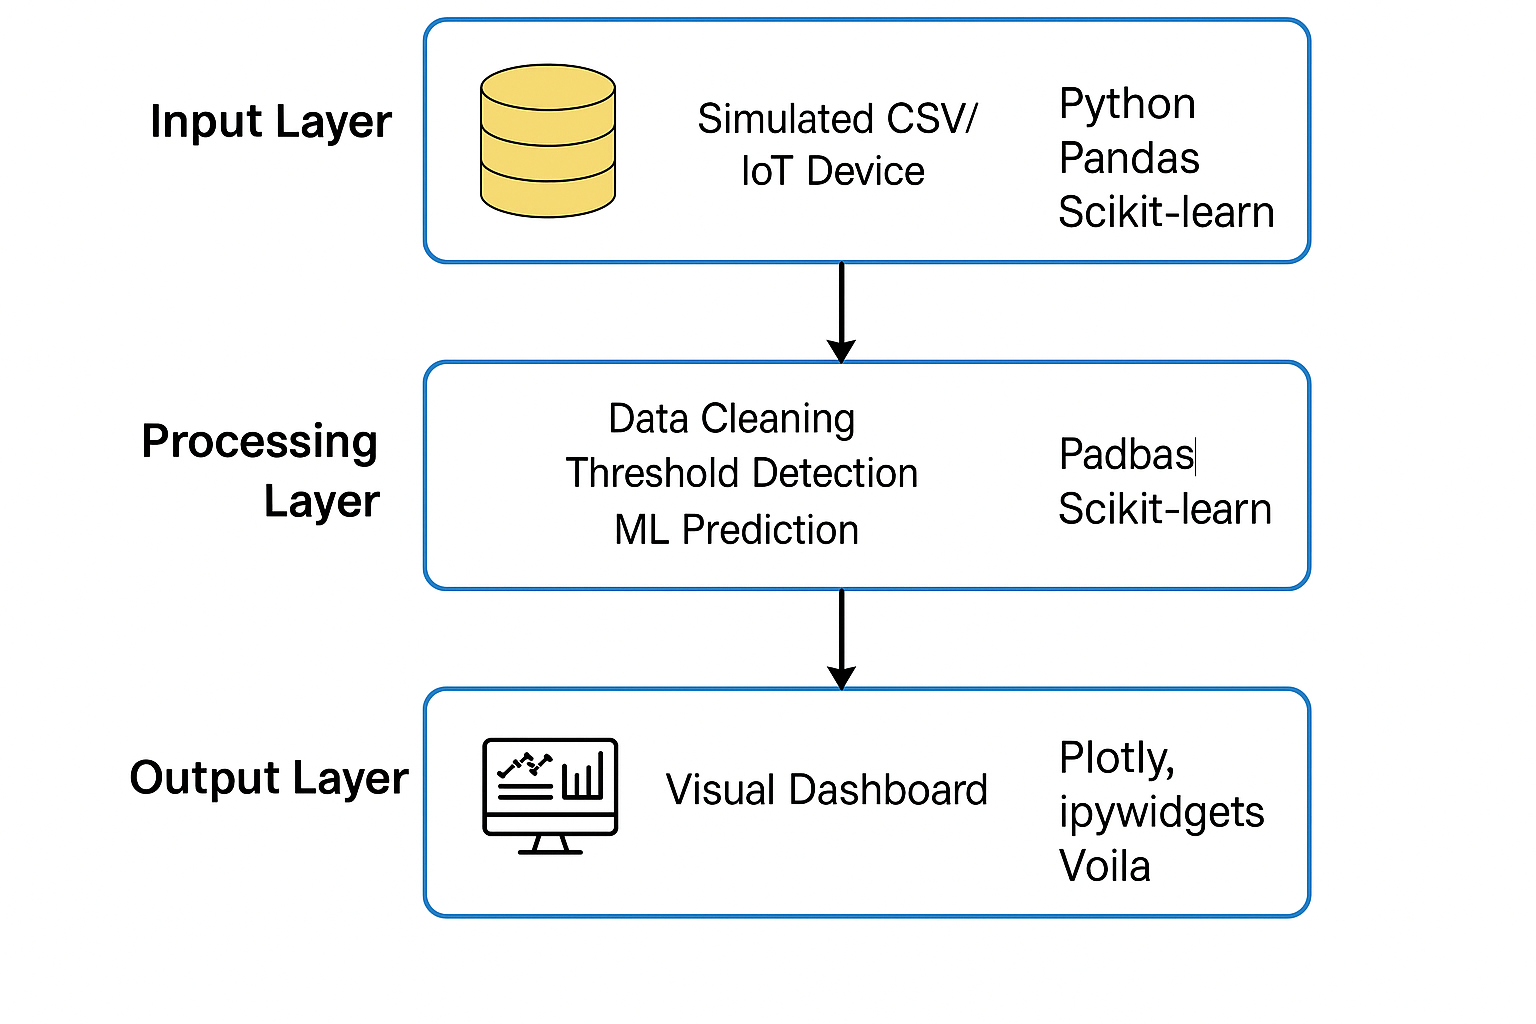 Input Layer
Simulated CSV/
IoT Device
Python
Pandas
Scikit-learn
Processing
Layer
Data Cleaning
Threshold Detection
ML Prediction
Padbas|
Scikit-learn
Output Layer
Visual Dashboard
Plotly,
ipywidgets
Voila